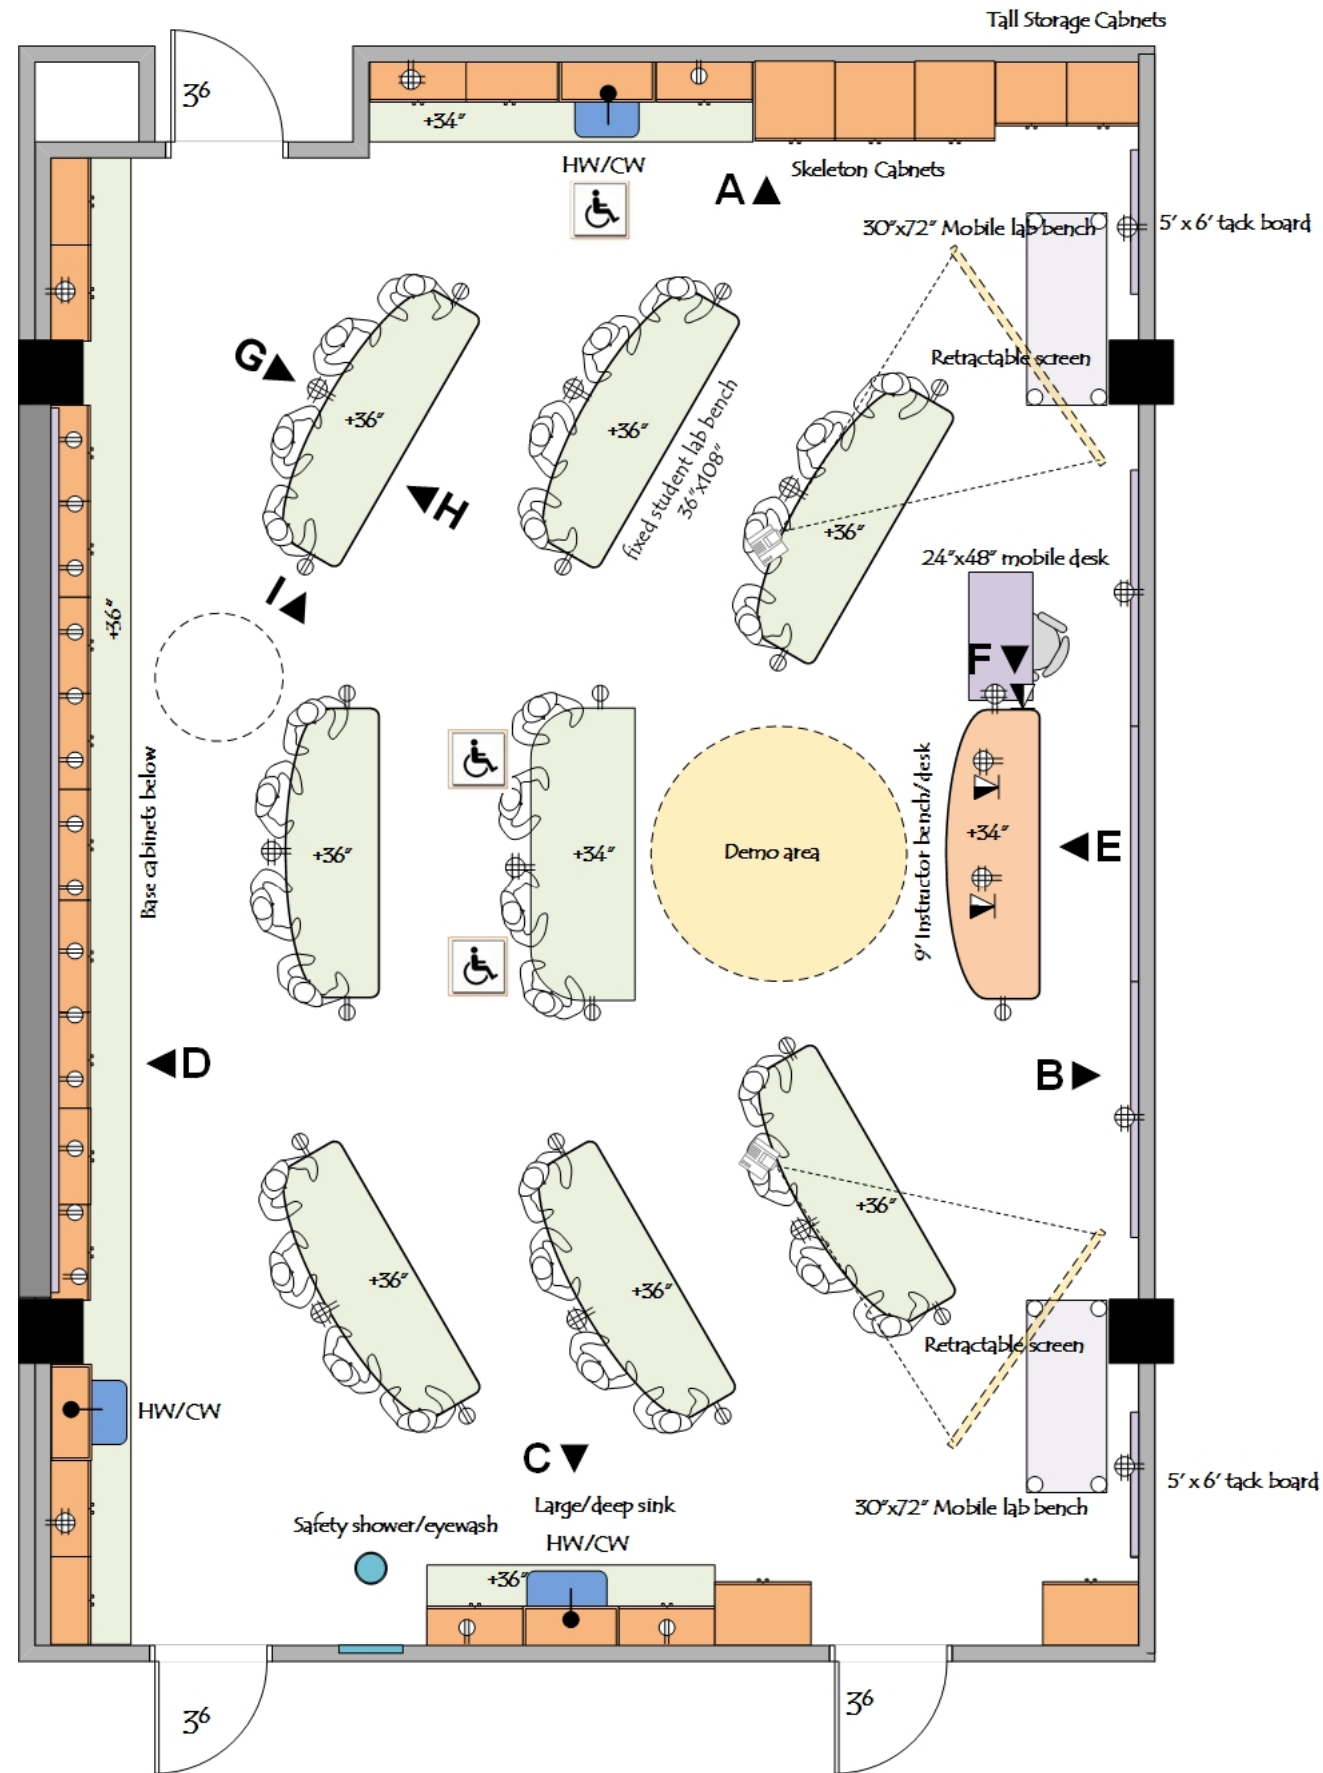 Tall Storage Cabnets
36
+34"
HW/CW
A
Skeleton Cabnets
30"x72" Mobile lab bench
5' x 6' tack board
G
+36"
+36"
Retractable screen
fixed student lab bench
36"x108"
H
+36"
24"x48" mobile desk
I
+36"
F
Base cabinets below
+36"
+34"
Demo area
9' Instructor bench/desk
+34"
E
D
B
+36"
+36"
+36"
Retractable screen
HW/CW
C
Large/deep sink
HW/CW
Safety shower/eyewash
30"x72" Mobile lab bench
5' x 6' tack board
+36"
36
36